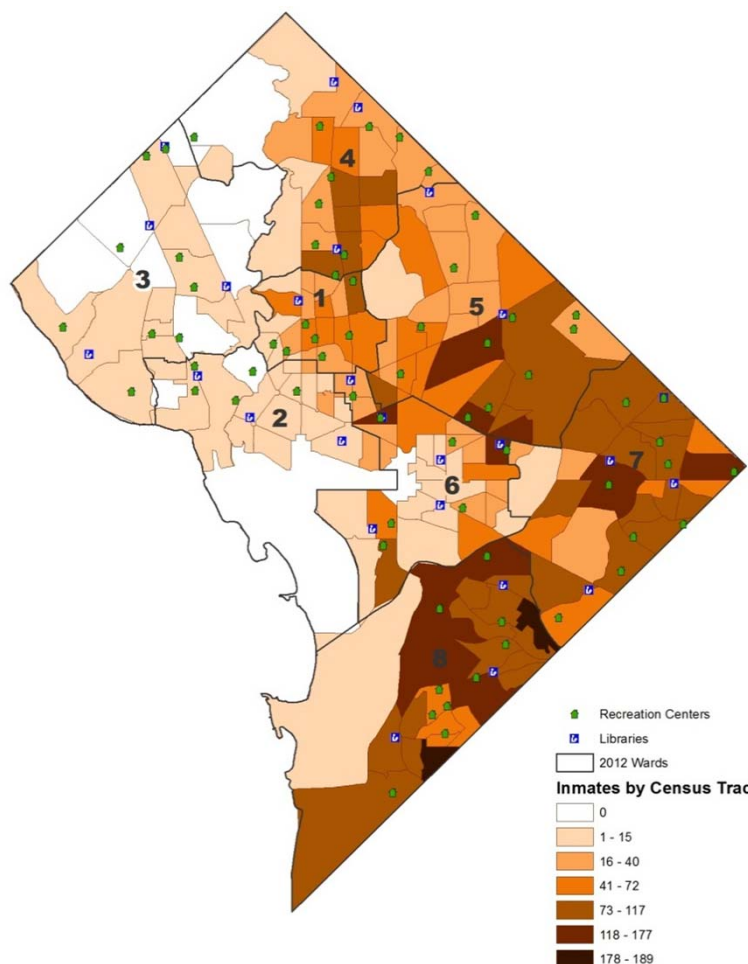 4
3
1
5
2
7
6
8
Recreation Centers
Libraries
2012 Wards
Inmates by Census Trac
0
1 - 15
16 - 40
41 - 72
73 - 117
118 - 177
178 - 189